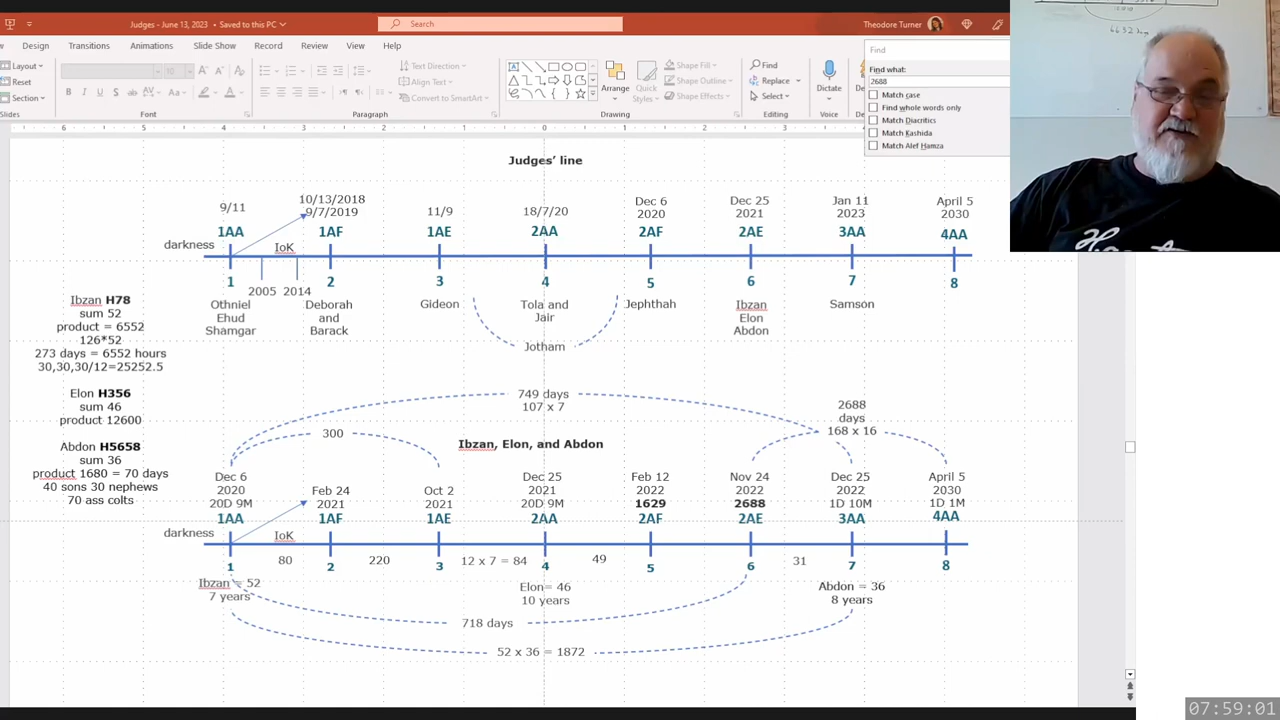 Judges - June 13, 2023 • Saved to this PC
Search
Theodore Turner
Design Transitions Animations Slide Show Record Review View Help
Layout
Reset
Section
Slides
Font
Text Direction
Align Text
Convert to SmartArt
Paragraph
Arrange
Quick Styles
Shape Fill
Shape Outline
Shape Effects
Drawing
Find
Replace
Select
Editing
Dictate
Voice
Find
Find what:
2688
Match case
Find whole words only
Match Diacritics
Match Kashida
Match Alef Hamza
6 5 4 3 2 1 0 1 2 3
Judges' line
9/11
10/13/2018
9/7/2019
11/9
18/7/20
Dec 6
2020
Dec 25
2021
Jan 11
2023
April 5
2030
1AA 1AF 1AE 2AA 2AF 2AE 3AA 4AA
darkness
IoK
1 2 3 4 5 6 7 8
2005 2014
Othniel
Ehud
Shamgar
Deborah
and
Barack
Gideon
Tola and
Jair
Jephthah
Ibzan
Elon
Abdon
Samson
Jotham
Ibzan H78
sum 52
product = 6552
126*52
273 days = 6552 hours
30,30,30/12=25252.5
Elon H356
sum 46
product 12600
Abdon H5658
sum 36
product 1680 = 70 days
40 sons 30 nephews
70 ass colts
749 days
107 x 7
2688
days
168 x 16
300
Ibzan, Elon, and Abdon
Dec 6
2020
20D 9M
Feb 24
2021
Oct 2
2021
Dec 25
2021
20D 9M
Feb 12
2022
1629
Nov 24
2022
2688
Dec 25
2022
1D 10M
April 5
2030
1D 1M
1AA 1AF 1AE 2AA 2AF 2AE 3AA 4AA
darkness
IoK
80 220 12 x 7 = 84 49 31
1 2 3 4 5 6 7 8
Ibzan = 52
7 years
Elon= 46
10 years
Abdon = 36
8 years
718 days
52 x 36 = 1872
07:59:01